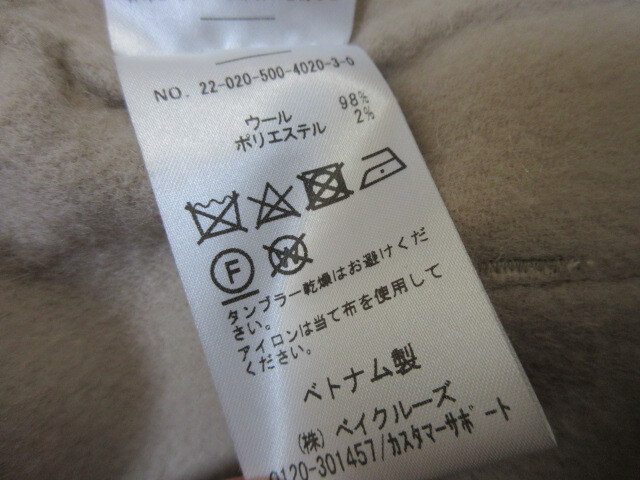 NO. 22-020-500-4020-3-0
ウール 98%
ポリエステル 2%
F W
タンブラー乾燥はお避けくだ
さい。
アイロンは当て布を使用して
ください。
ベトナム製
(株) ベイクルーズ
0120-301457/カスタマーサポート